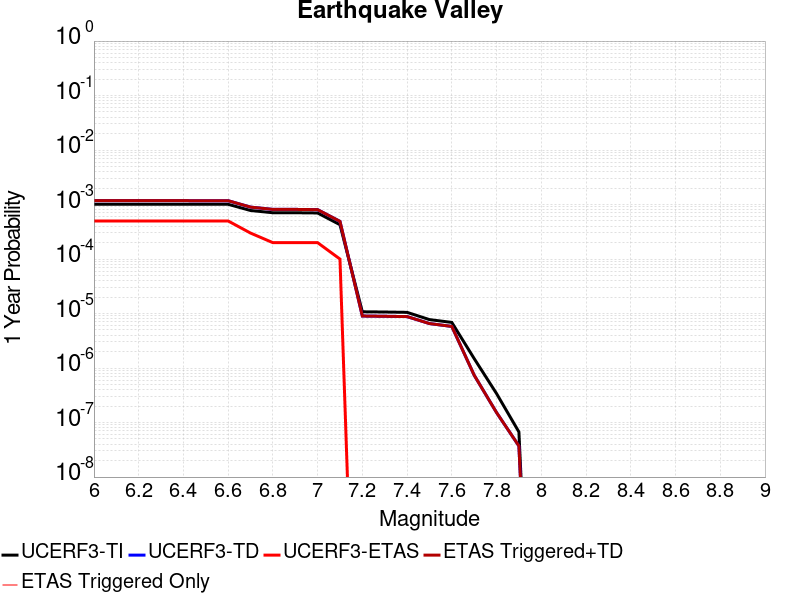 Earthquake Valley
10^0
10^-1
10^-2
10^-3
10^-4
10^-5
10^-6
10^-7
10^-8
1 Year Probability
6 6.2 6.4 6.6 6.8 7 7.2 7.4 7.6 7.8 8 8.2 8.4 8.6 8.8 9
Magnitude
UCERF3-TI UCERF3-TD UCERF3-ETAS ETAS Triggered+TD
ETAS Triggered Only